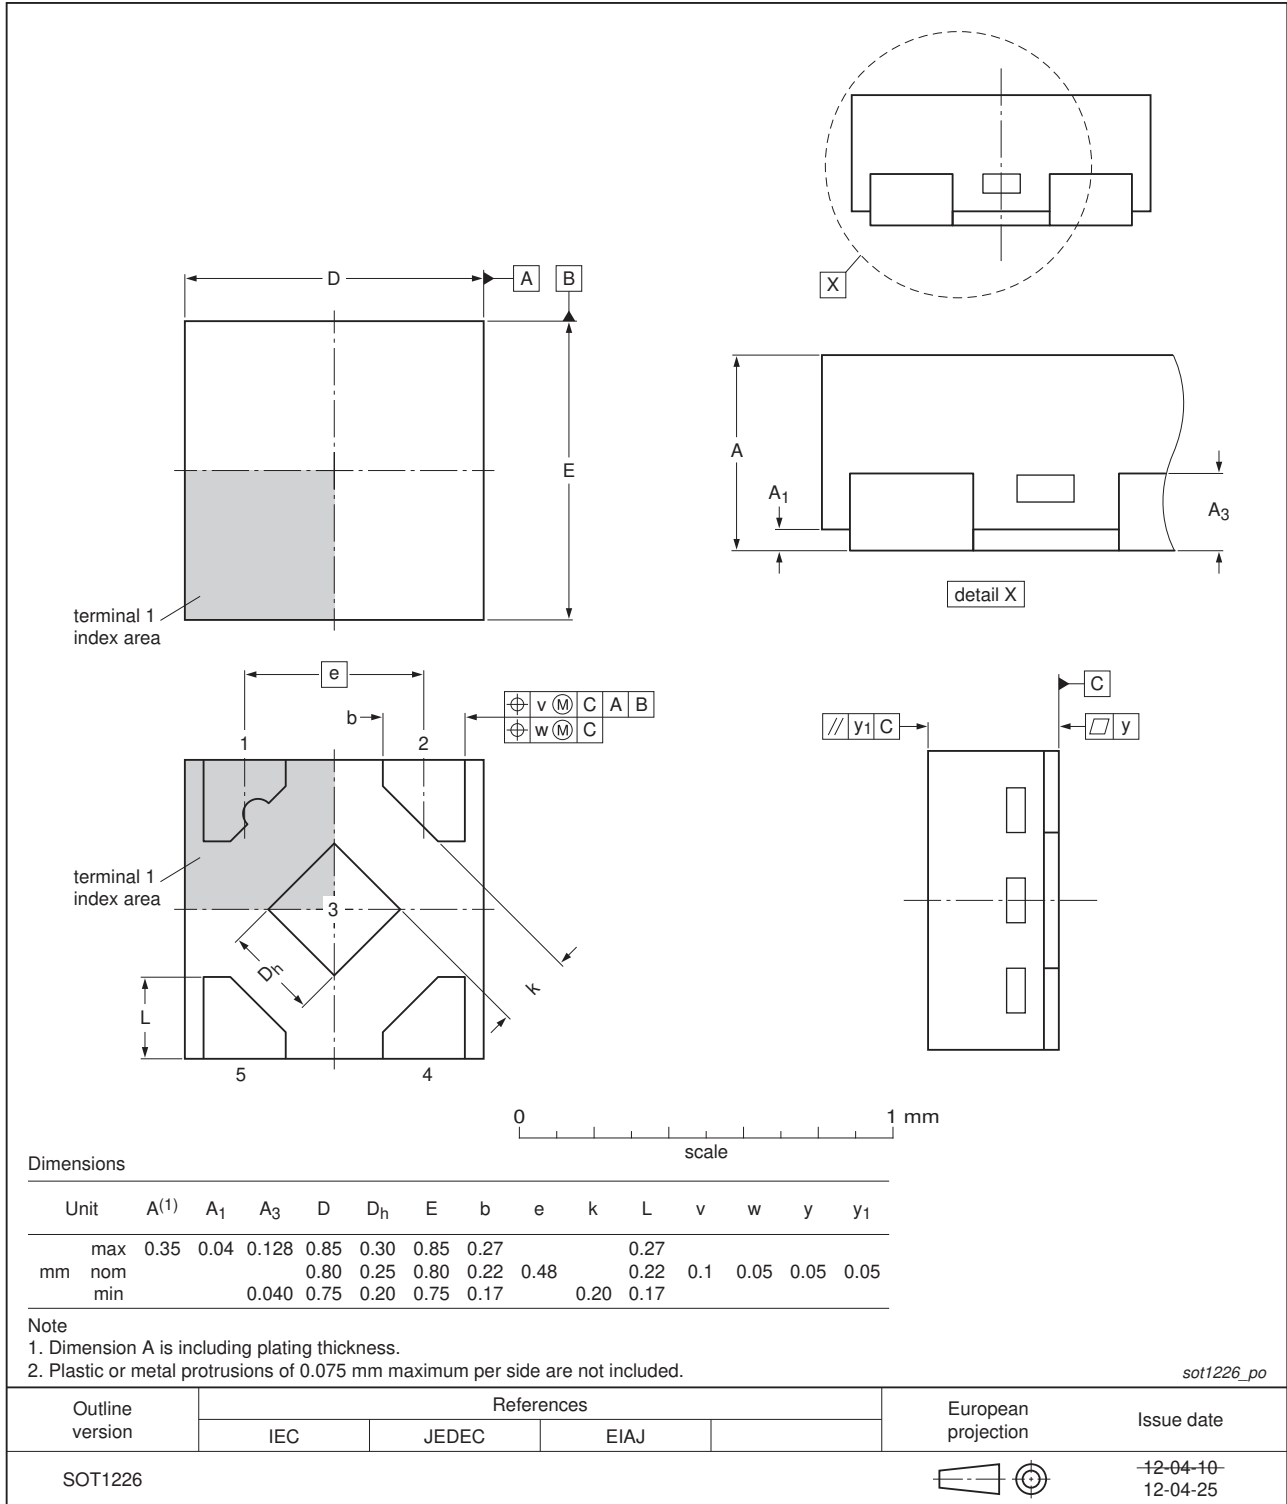 X
D
A
B
E
terminal 1
index area
A
A1
A3
detail X
e
b
v M C A B
w M C
1
2
terminal 1
index area
3
Dh
k
L
5
4
C
// y1 C
y
0
1 mm
scale
Dimensions
Unit A(1) A1 A3 D Dh E b e k L v w y y1
max 0.35 0.04 0.128 0.85 0.30 0.85 0.27 0.27
mm nom 0.80 0.25 0.80 0.22 0.48 0.22 0.1 0.05 0.05 0.05
min 0.040 0.75 0.20 0.75 0.17 0.20 0.17
Note
1. Dimension A is including plating thickness.
2. Plastic or metal protrusions of 0.075 mm maximum per side are not included.
sot1226_po
Outline
version
References
IEC JEDEC EIAJ
European
projection
Issue date
SOT1226
12-04-10
12-04-25